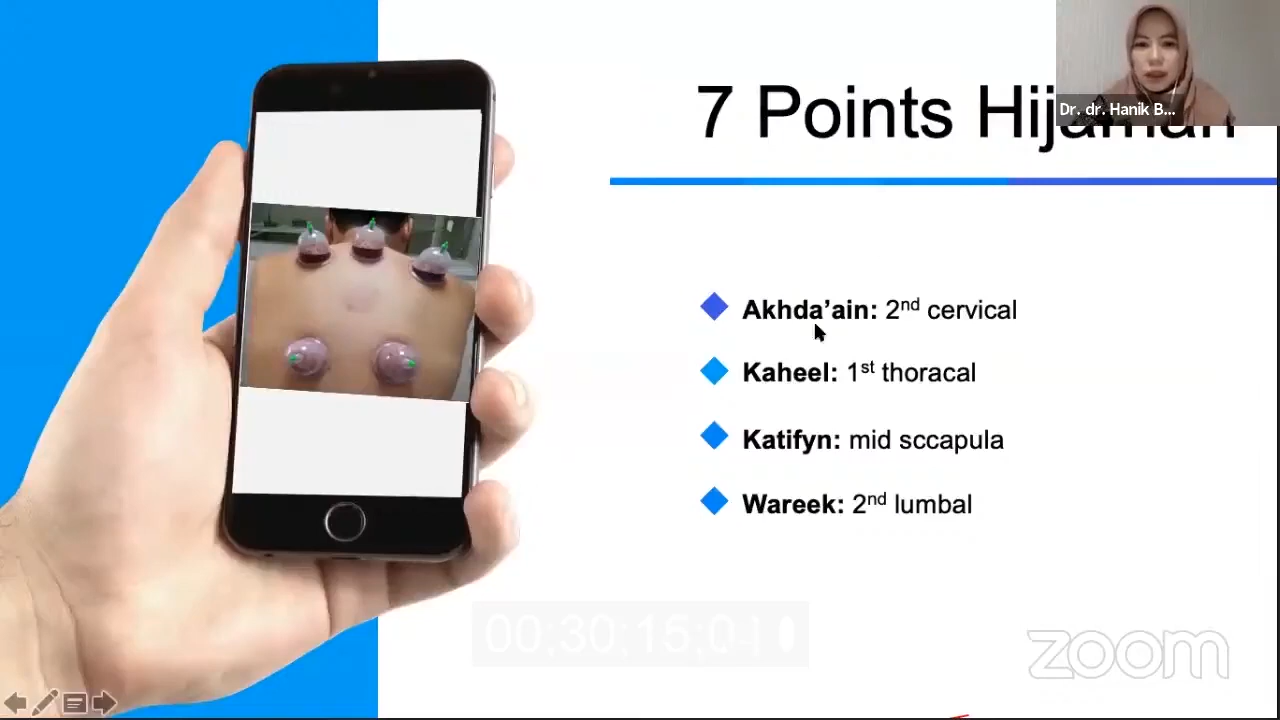 7 Points Hijamah
Dr. dr. Hanik B...
Akhda’ain: 2nd cervical
Kaheel: 1st thoracal
Katifyn: mid sccapula
Wareek: 2nd lumbal
zoom